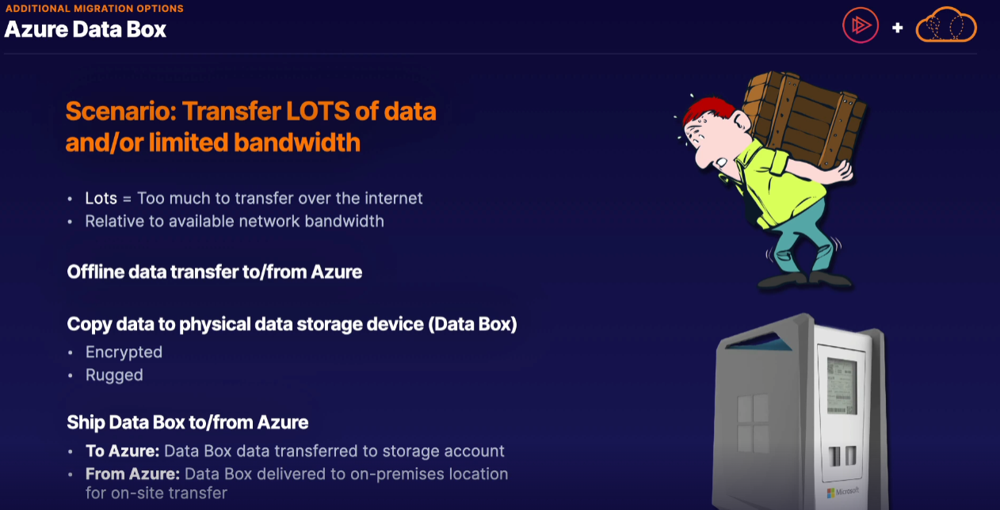 ADDITIONAL MIGRATION OPTIONS
Azure Data Box
+
Scenario: Transfer LOTS of data
and/or limited bandwidth
• Lots = Too much to transfer over the internet
• Relative to available network bandwidth
Offline data transfer to/from Azure
Copy data to physical data storage device (Data Box)
• Encrypted
• Rugged
Ship Data Box to/from Azure
• To Azure: Data Box data transferred to storage account
• From Azure: Data Box delivered to on-premises location
for on-site transfer
Microsoft